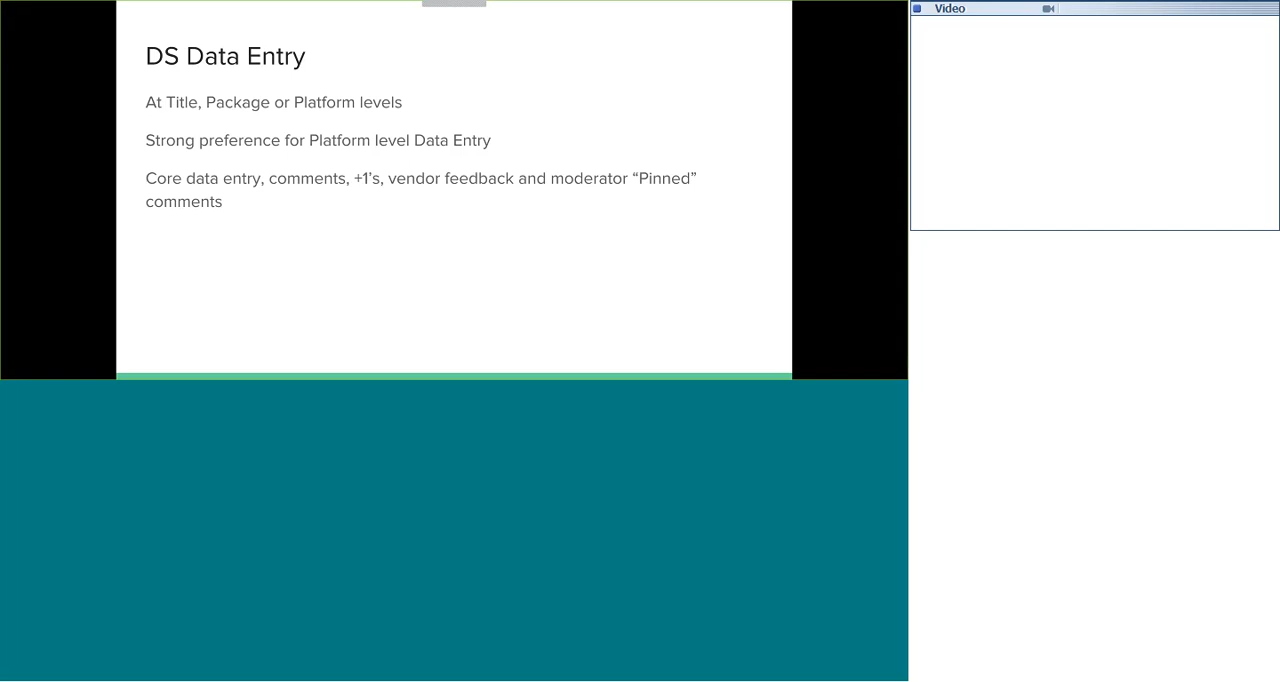 DS Data Entry
At Title, Package or Platform levels
Strong preference for Platform level Data Entry
Core data entry, comments, +1’s, vendor feedback and moderator “Pinned”
comments
Video